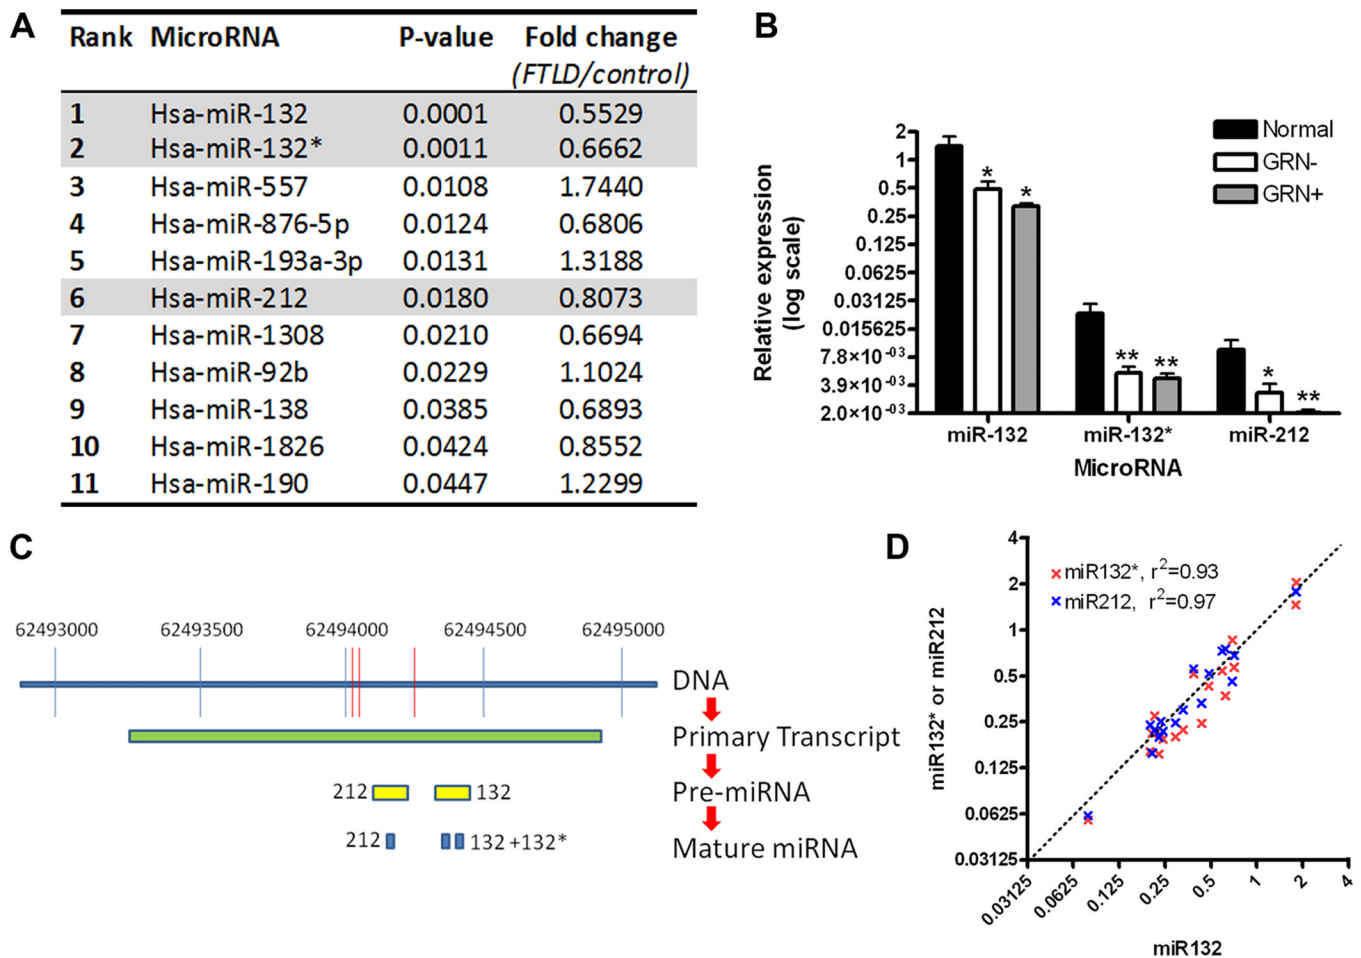 A
Rank MicroRNA P-value Fold change
(FTLD/control)
1 Hsa-miR-132 0.0001 0.5529
2 Hsa-miR-132* 0.0011 0.6662
3 Hsa-miR-557 0.0108 1.7440
4 Hsa-miR-876-5p 0.0124 0.6806
5 Hsa-miR-193a-3p 0.0131 1.3188
6 Hsa-miR-212 0.0180 0.8073
7 Hsa-miR-1308 0.0210 0.6694
8 Hsa-miR-92b 0.0229 1.1024
9 Hsa-miR-138 0.0385 0.6893
10 Hsa-miR-1826 0.0424 0.8552
11 Hsa-miR-190 0.0447 1.2299
B
Relative expression
(log scale)
2
1
0.5
0.25
0.125
0.0625
0.03125
0.015625
7.8×10⁻⁰³
3.9×10⁻⁰³
2.0×10⁻⁰³
Normal
GRN-
GRN+
* *
** **
* **
miR-132 miR-132* miR-212
MicroRNA
C
62493000 62493500 62494000 62494500 62495000
DNA
Primary Transcript
212 132 Pre-miRNA
212 132 +132* Mature miRNA
D
miR132* or miR212
4
2
1
0.5
0.25
0.125
0.0625
0.03125
miR132*, r²=0.93
miR212, r²=0.97
0.03125 0.0625 0.125 0.25 0.5 1 2 4
miR132